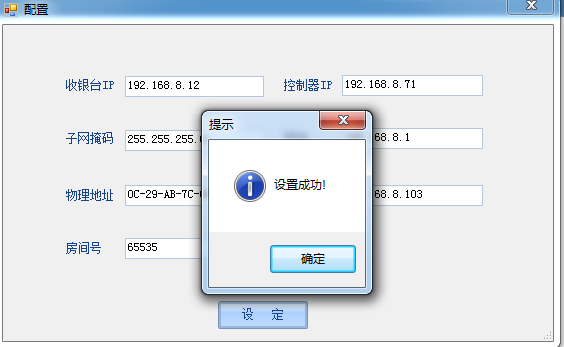 配置
收银台IP 192.168.8.12 控制器IP 192.168.8.71
提示
子网掩码 255.255.255. 68.8.1
设置成功!
物理地址 0C-29-AB-7C- 68.8.103
房间号 65535
确定
设 定